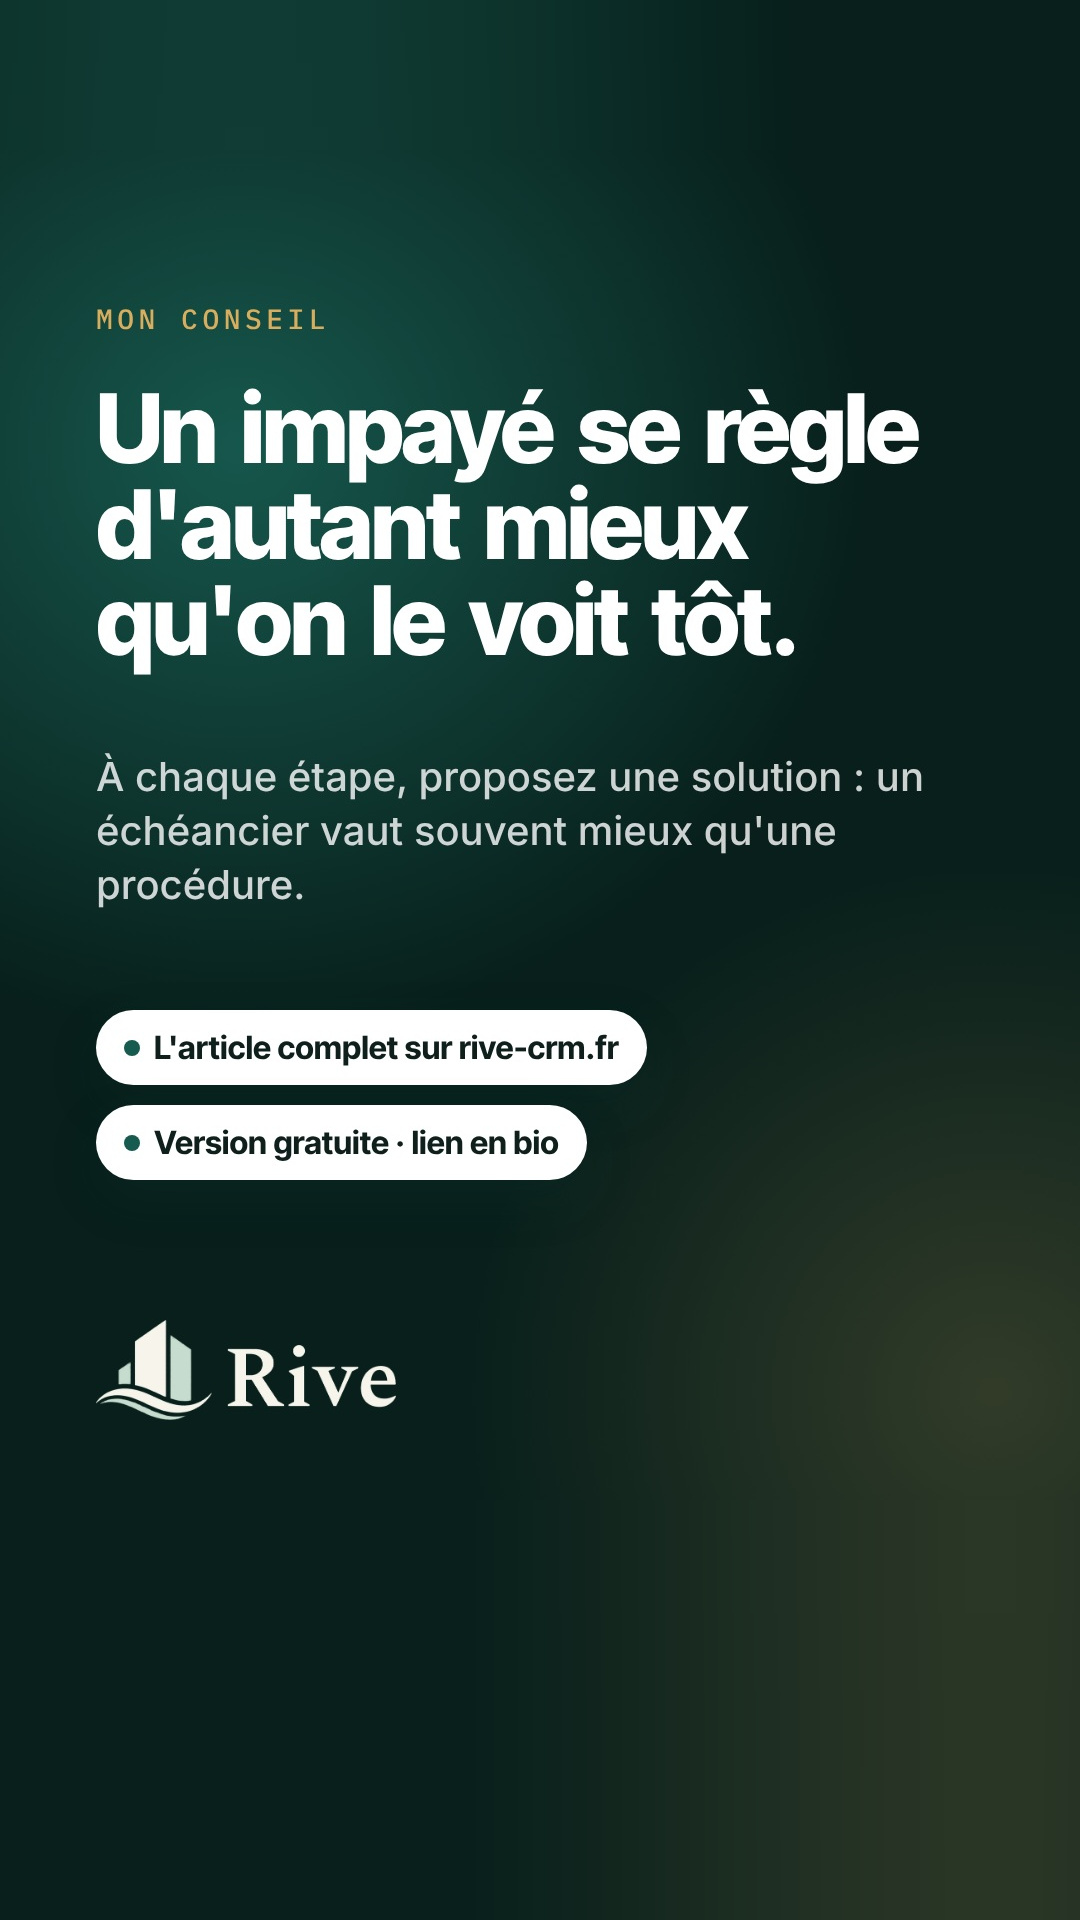 MON CONSEIL
Un impayé se règle
d'autant mieux
qu'on le voit tôt.
À chaque étape, proposez une solution : un
échéancier vaut souvent mieux qu'une
procédure.
L'article complet sur rive-crm.fr
Version gratuite · lien en bio
Rive